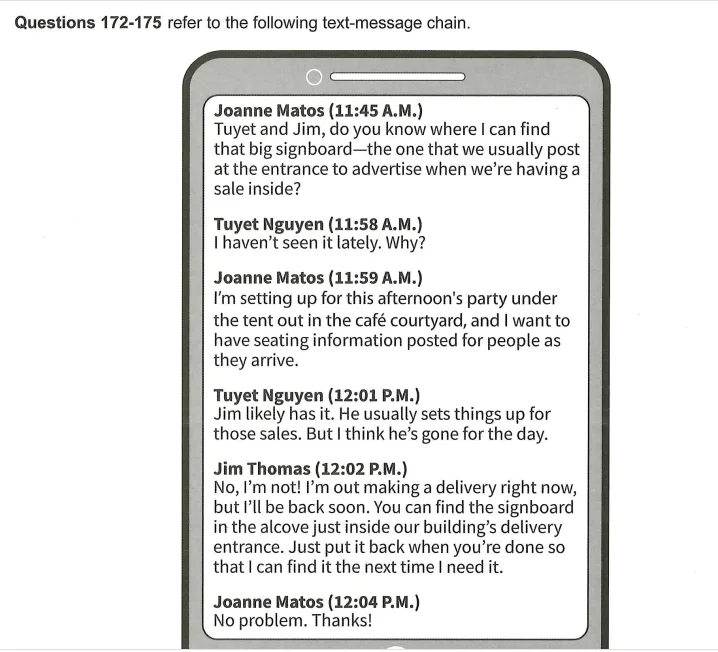 Questions 172-175 refer to the following text-message chain.
Joanne Matos (11:45 A.M.)
Tuyet and Jim, do you know where I can find
that big signboard—the one that we usually post
at the entrance to advertise when we’re having a
sale inside?
Tuyet Nguyen (11:58 A.M.)
I haven’t seen it lately. Why?
Joanne Matos (11:59 A.M.)
I'm setting up for this afternoon's party under
the tent out in the café courtyard, and I want to
have seating information posted for people as
they arrive.
Tuyet Nguyen (12:01 P.M.)
Jim likely has it. He usually sets things up for
those sales. But I think he’s gone for the day.
Jim Thomas (12:02 P.M.)
No, I’m not! I’m out making a delivery right now,
but I’ll be back soon. You can find the signboard
in the alcove just inside our building’s delivery
entrance. Just put it back when you’re done so
that I can find it the next time I need it.
Joanne Matos (12:04 P.M.)
No problem. Thanks!